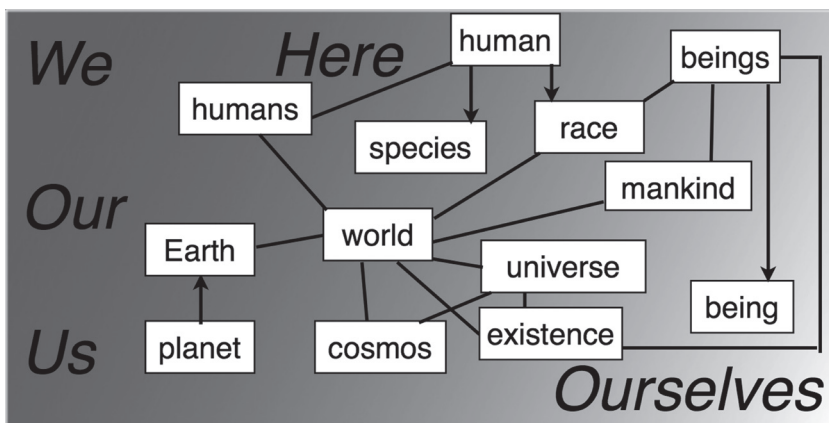 We
Here
human
beings
humans
species
race
mankind
Our
Earth
world
universe
being
Us
planet
cosmos
existence
Ourselves